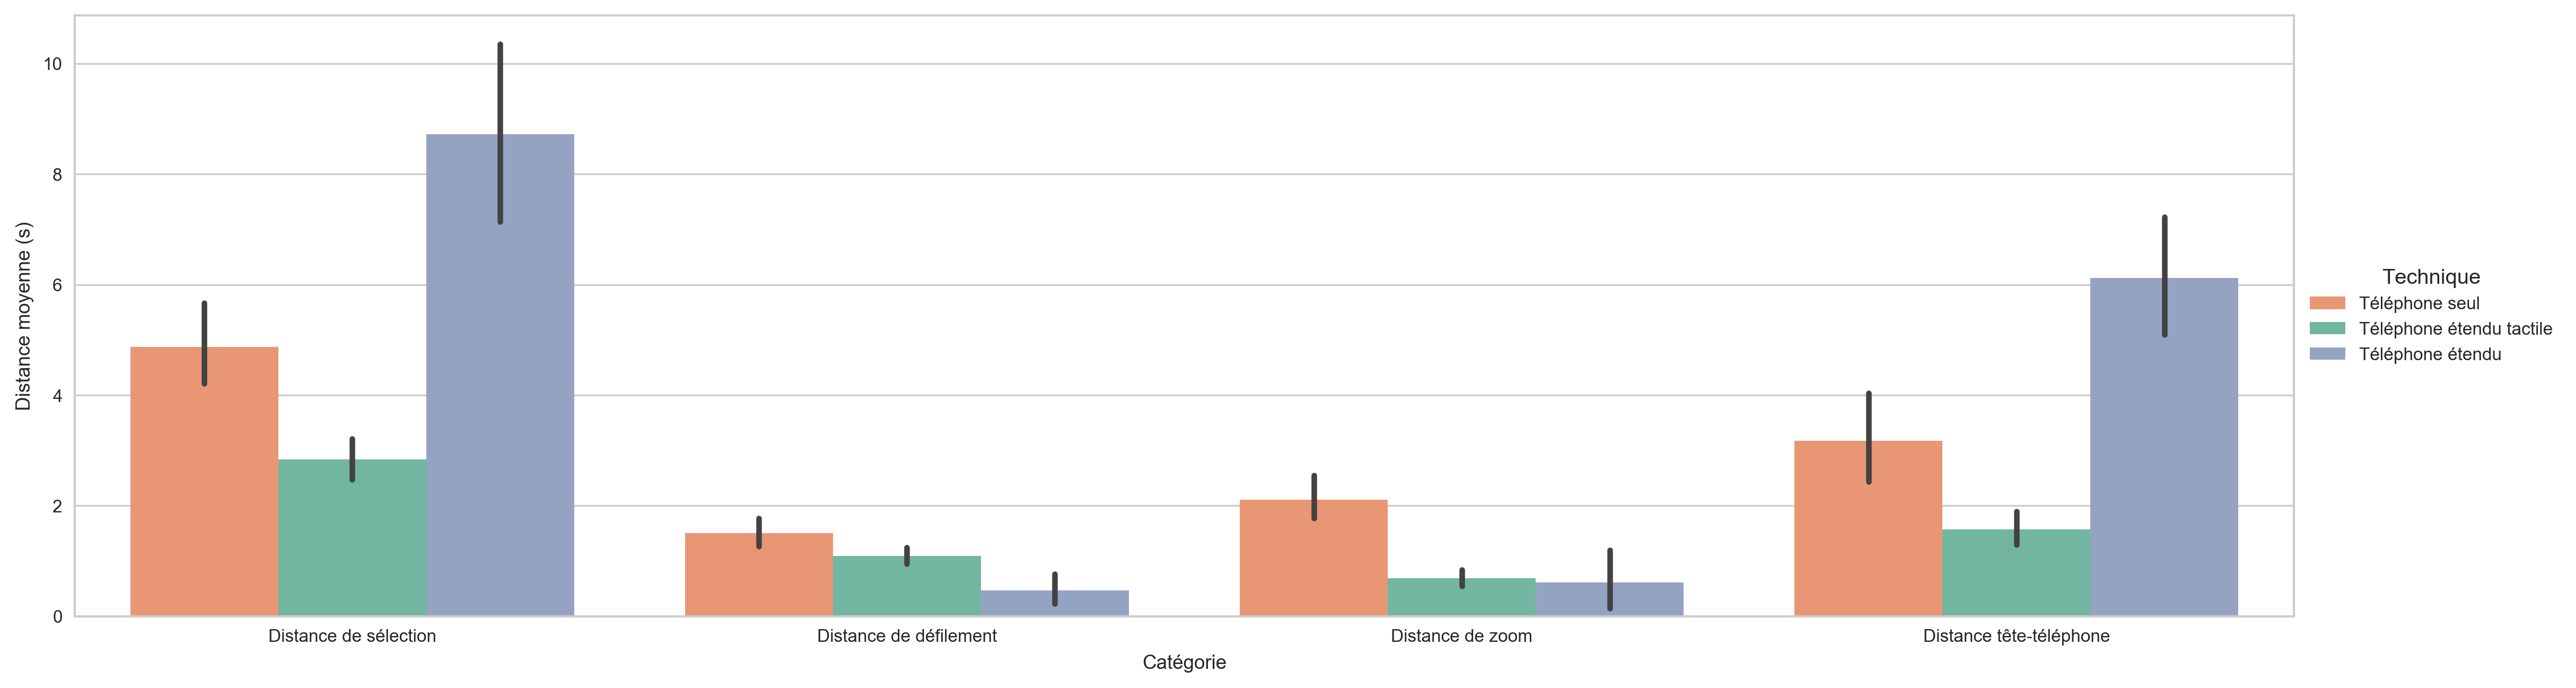 10
8
6
4
2
0
Distance moyenne (s)
Distance de sélection
Distance de défilement
Distance de zoom
Distance tête-téléphone
Catégorie
Technique
Téléphone seul
Téléphone étendu tactile
Téléphone étendu